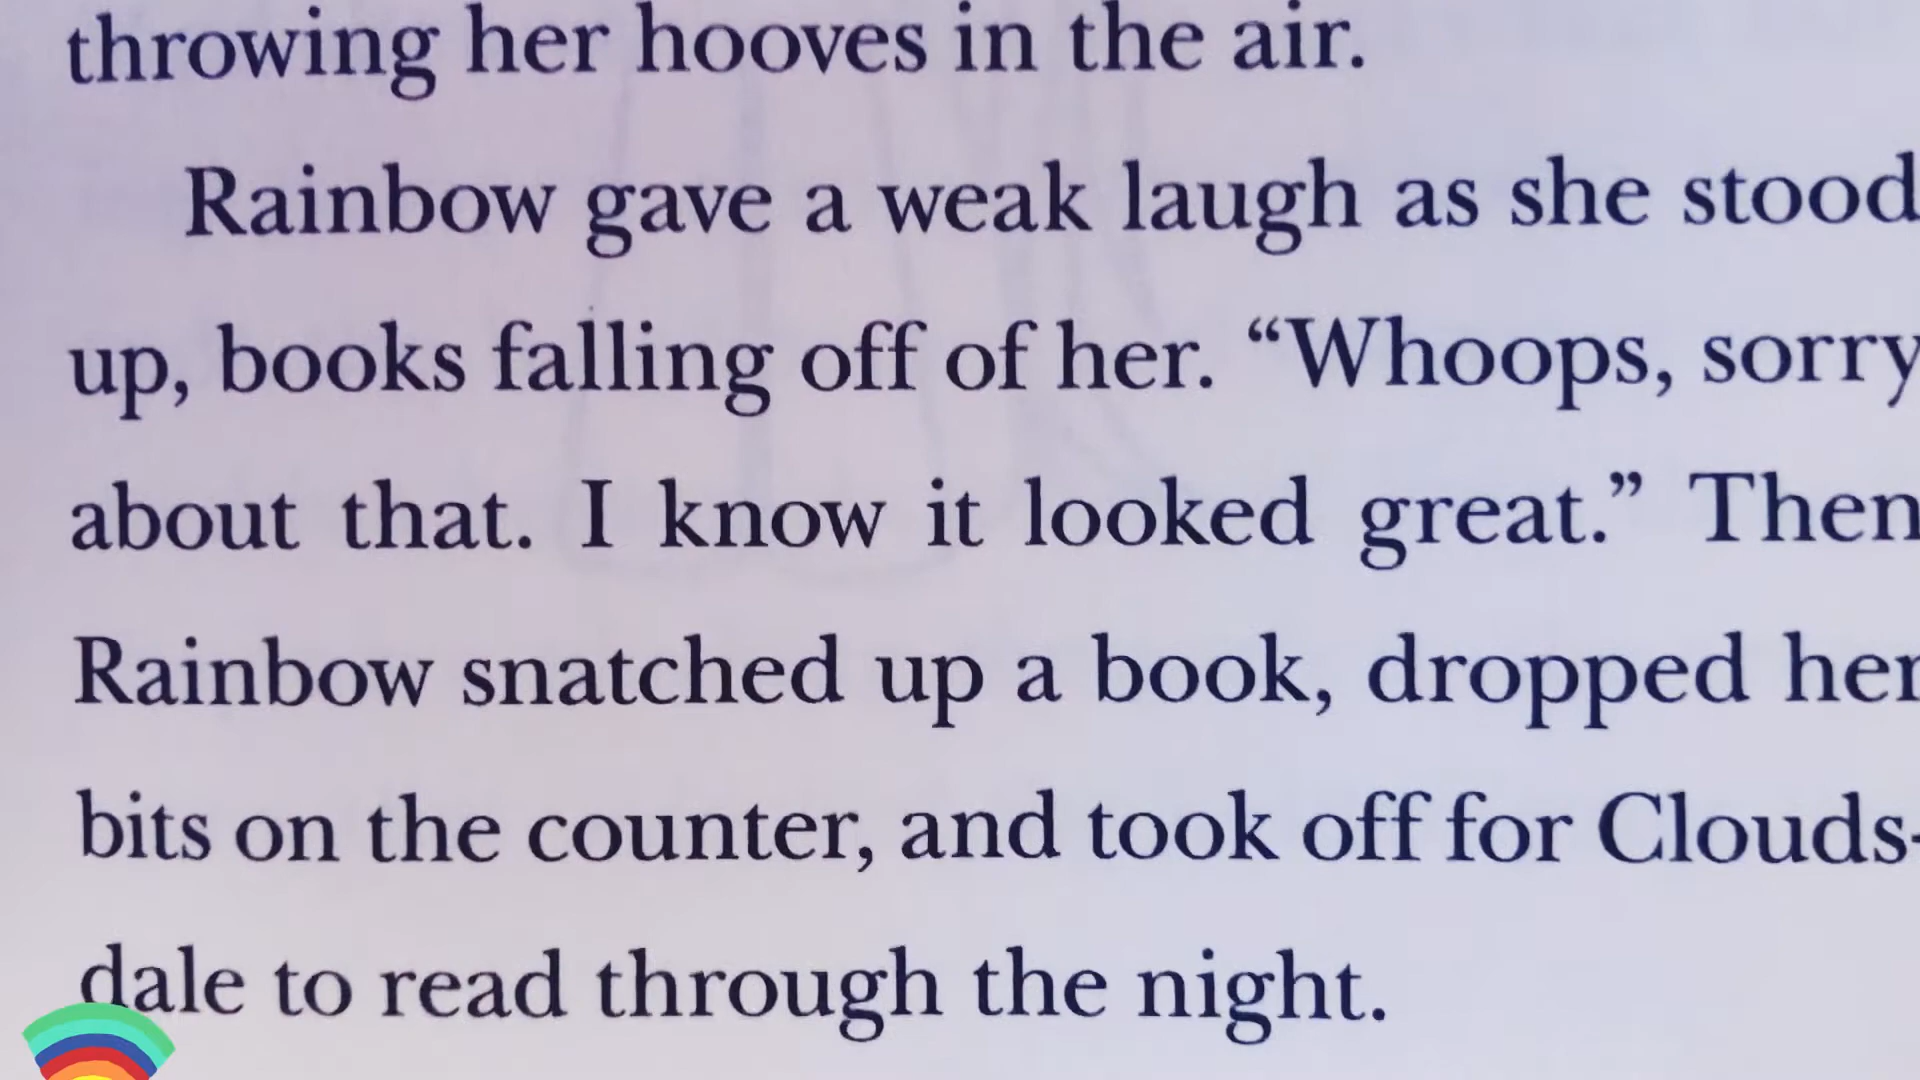 throwing her hooves in the air.
Rainbow gave a weak laugh as she stood
up, books falling off of her. “Whoops, sorry
about that. I know it looked great.” Then
Rainbow snatched up a book, dropped her
bits on the counter, and took off for Clouds-
dale to read through the night.